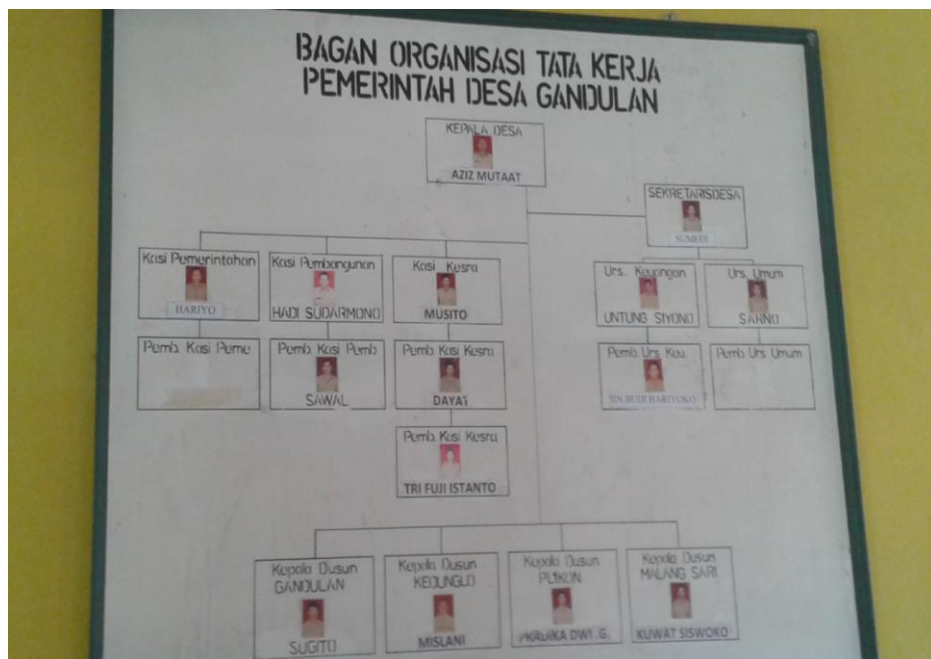 BAGAN ORGANISASI TATA KERJA
PEMERINTAH DESA GANDULAN
KEPALA DESA
AZIZ MUTAAT
SEKRETARIS DESA
SUMEDI
Kasi Pemerintahan
HARIYO
Kasi Pembangunan
HADI SUDARMONO
Kasi Kesra
MUSITO
Urs. Keuangan
UNTUNG SIYONO
Urs. Umum
SARNO
Pemb. Kasi Peme
Pemb. Kasi Pemb
SAWAL
Pemb. Kasi Kesra
DAYAT
Pemb. Urs. Keu.
TIN BUDI HARIYOKO
Pemb Urs Umum
Pemb. Kasi Kesra
TRI FUJI ISTANTO
Kepala Dusun
GANDULAN
SUGITO
Kepala Dusun
KEDUNGLO
MISLANI
Kepala Dusun
PLIKON
DWI .G.
Kepala Dusun
MALANG SARI
KUWAT SISWOKO